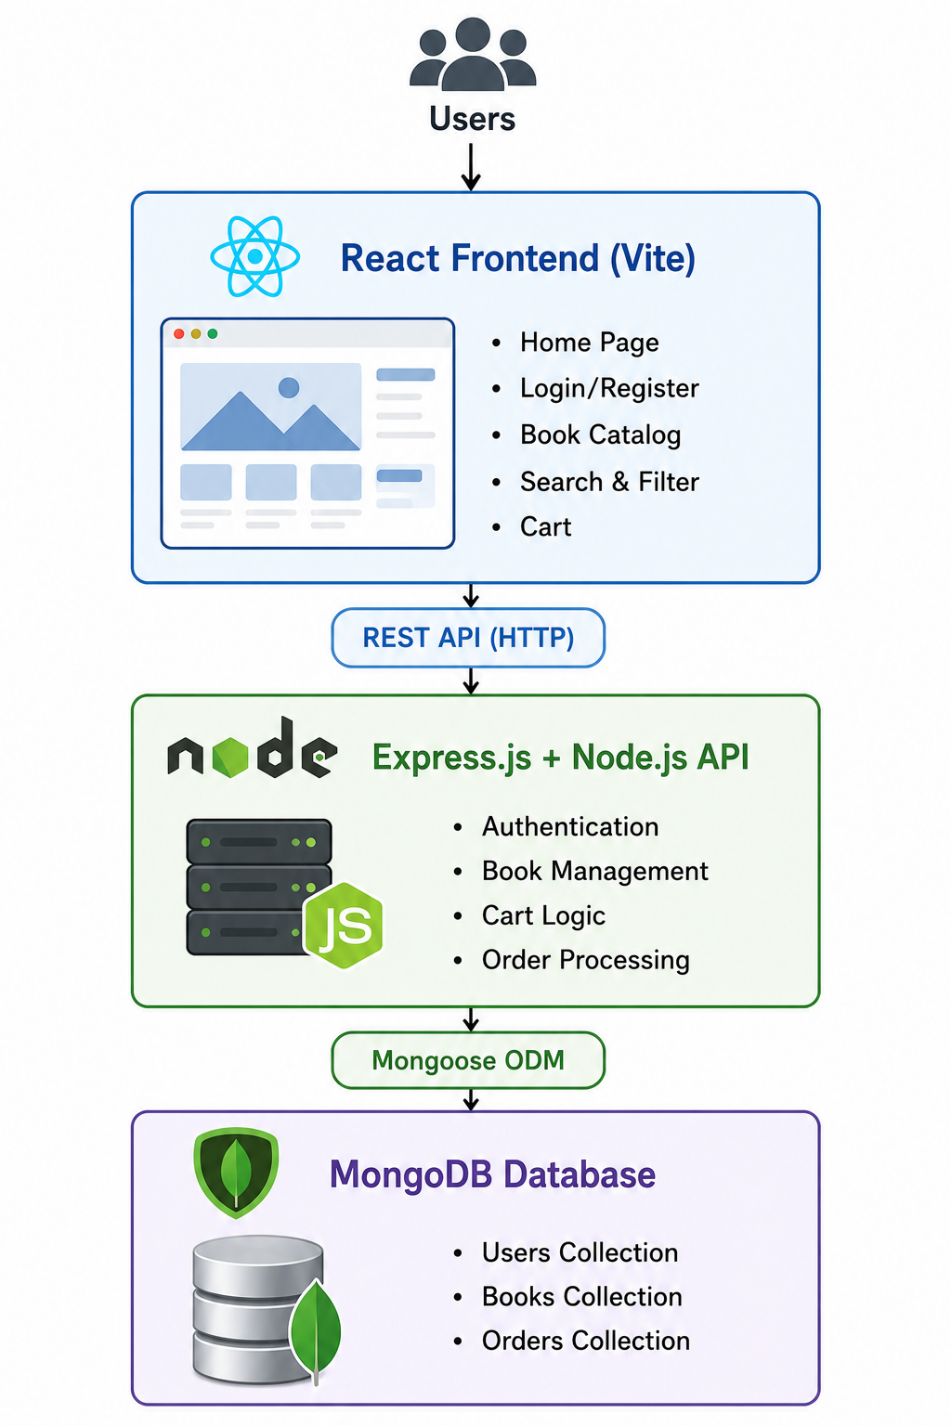 Users
React Frontend (Vite)
• Home Page
• Login/Register
• Book Catalog
• Search & Filter
• Cart
REST API (HTTP)
node
Express.js + Node.js API
JS
• Authentication
• Book Management
• Cart Logic
• Order Processing
Mongoose ODM
MongoDB Database
• Users Collection
• Books Collection
• Orders Collection